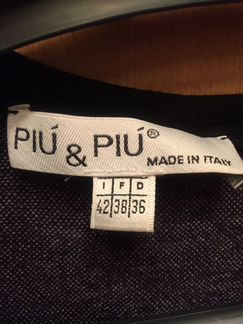 PIÚ & PIÚ®
MADE IN ITALY
I F D
42 38 36